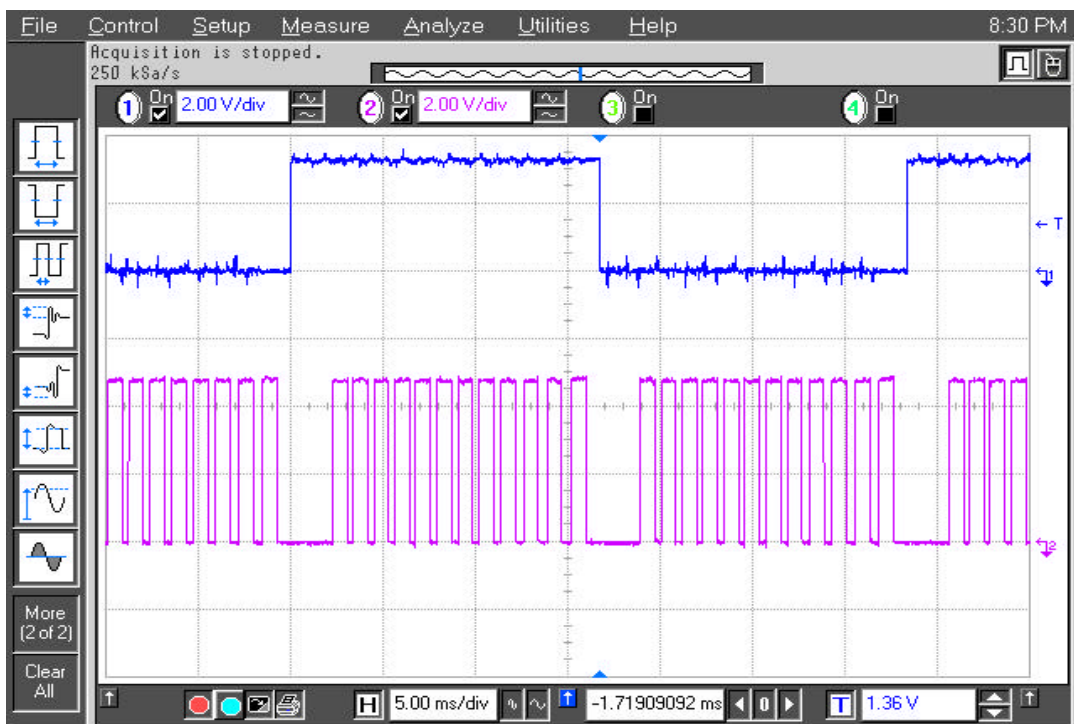 File Control Setup Measure Analyze Utilities Help 8:30 PM
Acquisition is stopped.
250 kSa/s
1 On 2.00 V/div 2 On 2.00 V/div 3 On 4 On
T
1
2
More
(2 of 2)
Clear
All
H 5.00 ms/div -1.71909092 ms 0 T 1.36 V